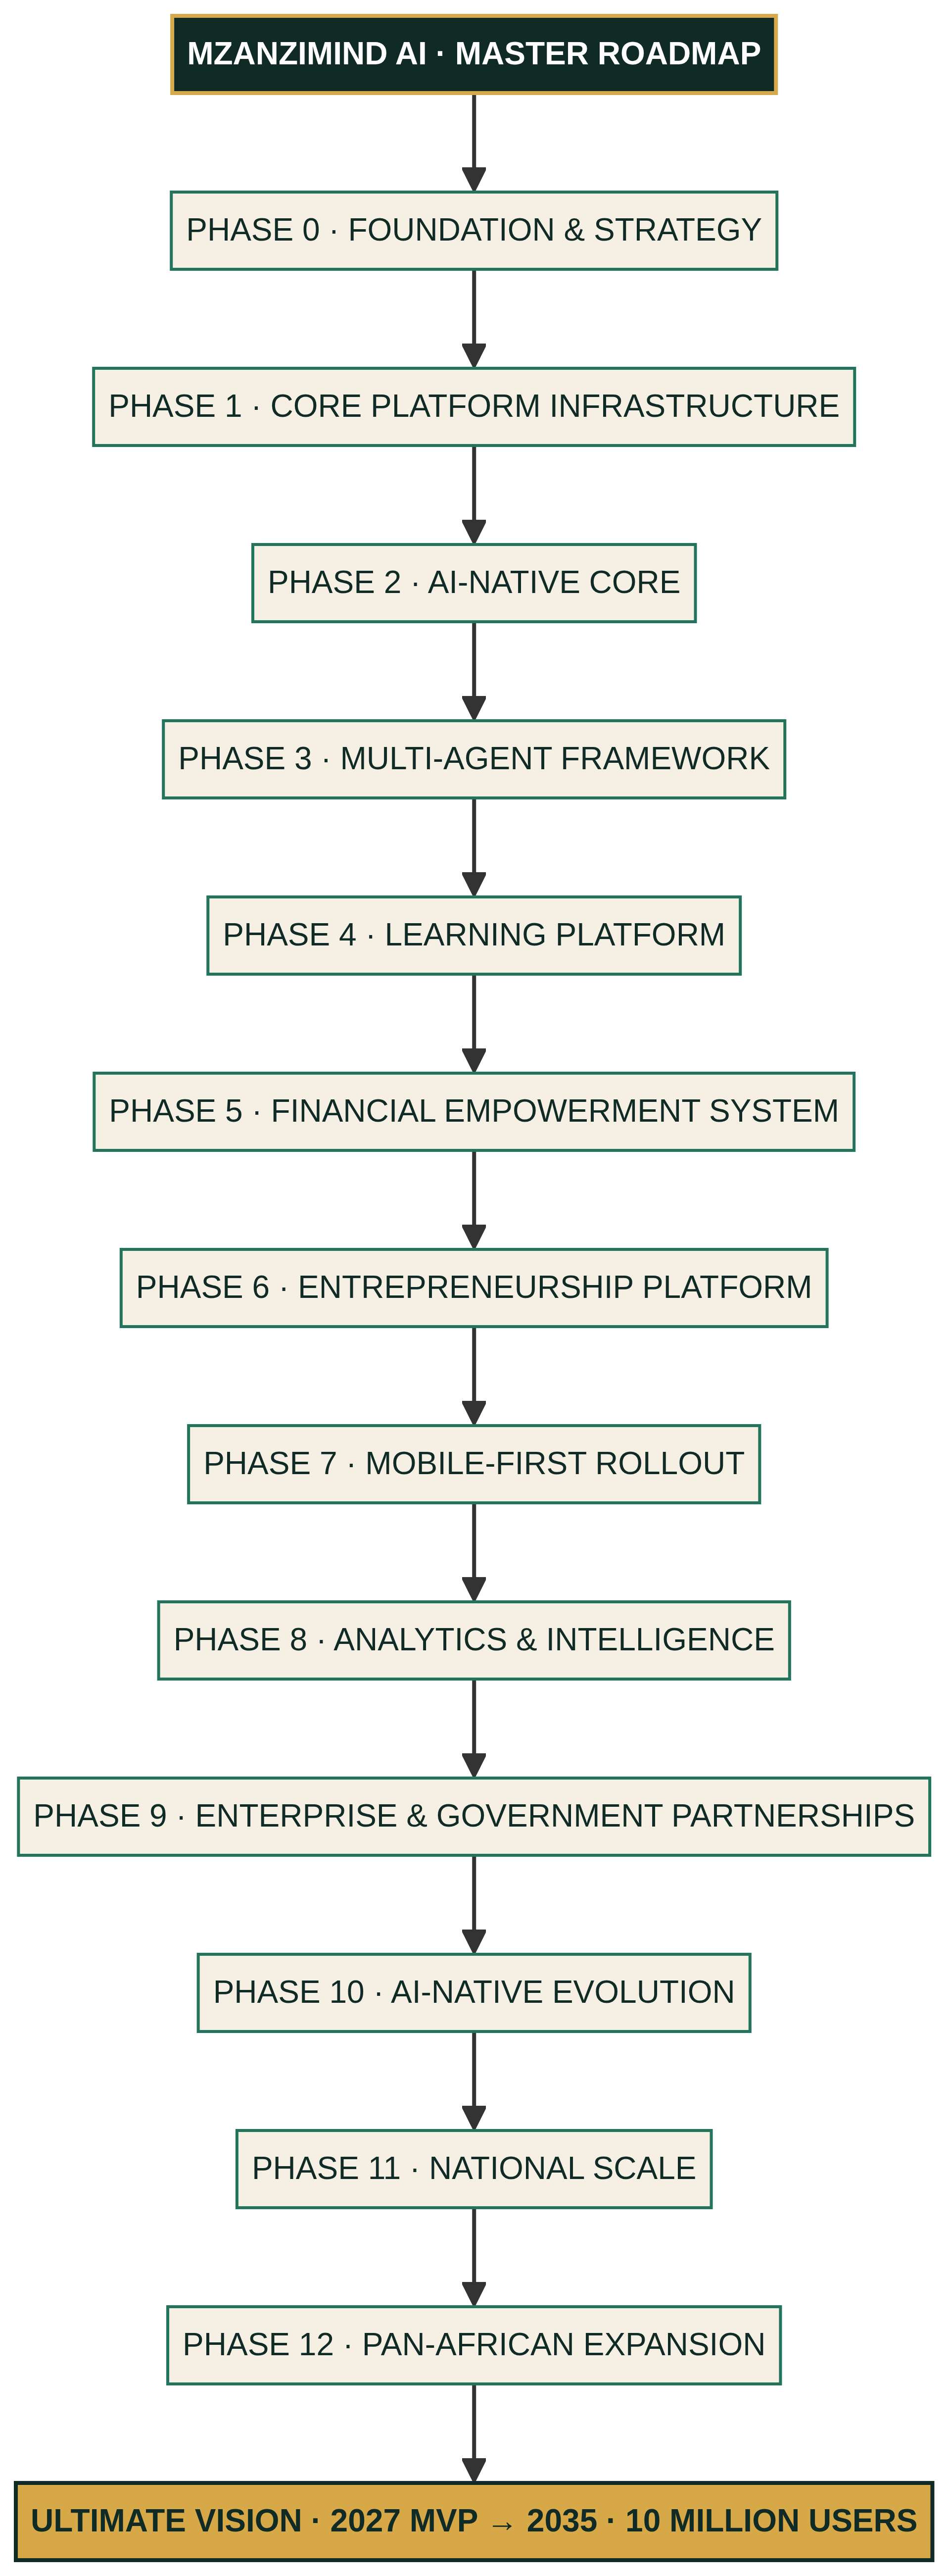 MZANZIMIND AI · MASTER ROADMAP
PHASE 0 · FOUNDATION & STRATEGY
PHASE 1 · CORE PLATFORM INFRASTRUCTURE
PHASE 2 · AI-NATIVE CORE
PHASE 3 · MULTI-AGENT FRAMEWORK
PHASE 4 · LEARNING PLATFORM
PHASE 5 · FINANCIAL EMPOWERMENT SYSTEM
PHASE 6 · ENTREPRENEURSHIP PLATFORM
PHASE 7 · MOBILE-FIRST ROLLOUT
PHASE 8 · ANALYTICS & INTELLIGENCE
PHASE 9 · ENTERPRISE & GOVERNMENT PARTNERSHIPS
PHASE 10 · AI-NATIVE EVOLUTION
PHASE 11 · NATIONAL SCALE
PHASE 12 · PAN-AFRICAN EXPANSION
ULTIMATE VISION · 2027 MVP → 2035 · 10 MILLION USERS